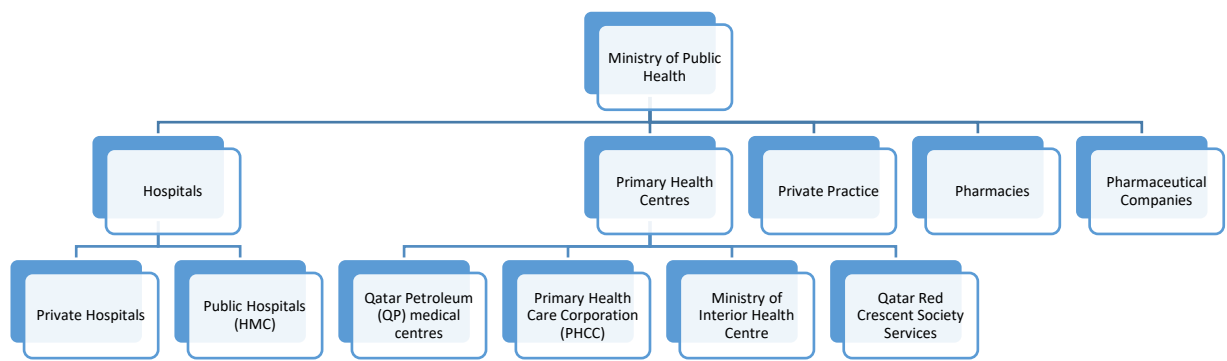 Ministry of Public
Health
Hospitals
Primary Health
Centres
Private Practice
Pharmacies
Pharmaceutical
Companies
Private Hospitals
Public Hospitals
(HMC)
Qatar Petroleum
(QP) medical
centres
Primary Health
Care Corporation
(PHCC)
Ministry of
Interior Health
Centre
Qatar Red
Crescent Society
Services